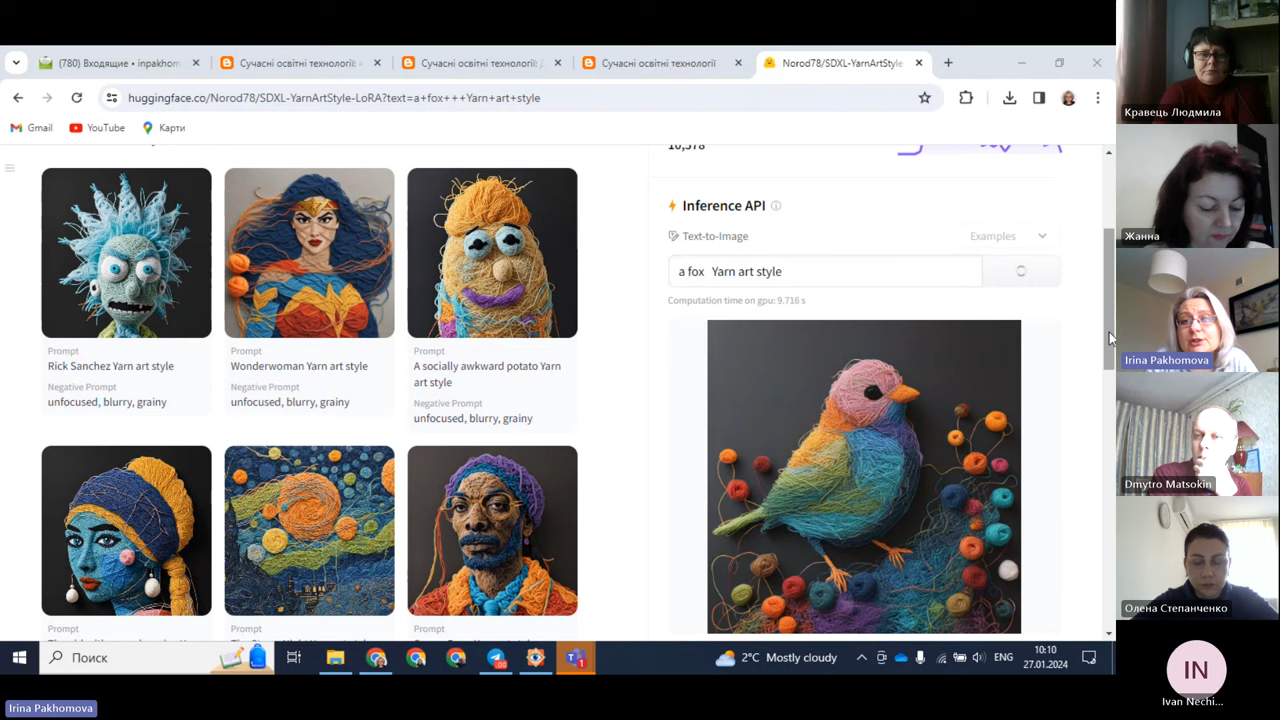 (780) Входящие • inpakhom
Сучасні освітні технології: «
Сучасні освітні технології: Д
Сучасні освітні технології
Norod78/SDXL-YarnArtStyle-
huggingface.co/Norod78/SDXL-YarnArtStyle-LoRA?text=a+fox+++Yarn+art+style
Gmail
YouTube
Карти
10,578
Inference API
Text-to-Image
Examples
a fox Yarn art style
Computation time on gpu: 9.716 s
Prompt
Rick Sanchez Yarn art style
Negative Prompt
unfocused, blurry, grainy
Prompt
Wonderwoman Yarn art style
Negative Prompt
unfocused, blurry, grainy
Prompt
A socially awkward potato Yarn
art style
Negative Prompt
unfocused, blurry, grainy
Prompt
Prompt
Prompt
Поиск
2°C Mostly cloudy
ENG
10:10
27.01.2024
Кравець Людмила
Жанна
Irina Pakhomova
Dmytro Matsokin
Олена Степанченко
IN
Ivan Nechi...
Irina Pakhomova